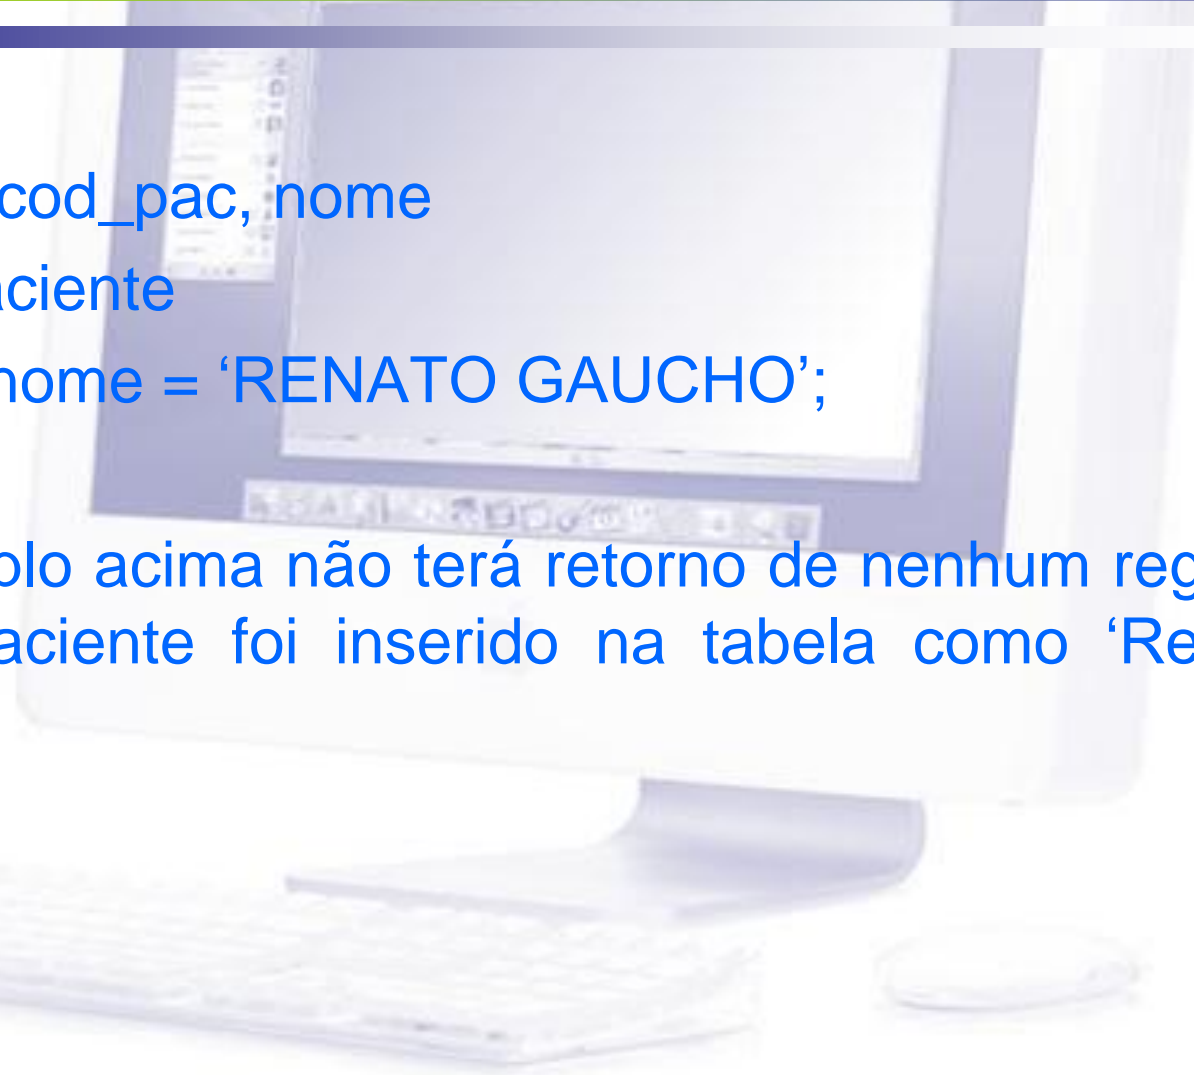 cod_pac, nome
aciente
nome = ‘RENATO GAUCHO’;
plo acima não terá retorno de nenhum reg
aciente foi inserido na tabela como ‘Re